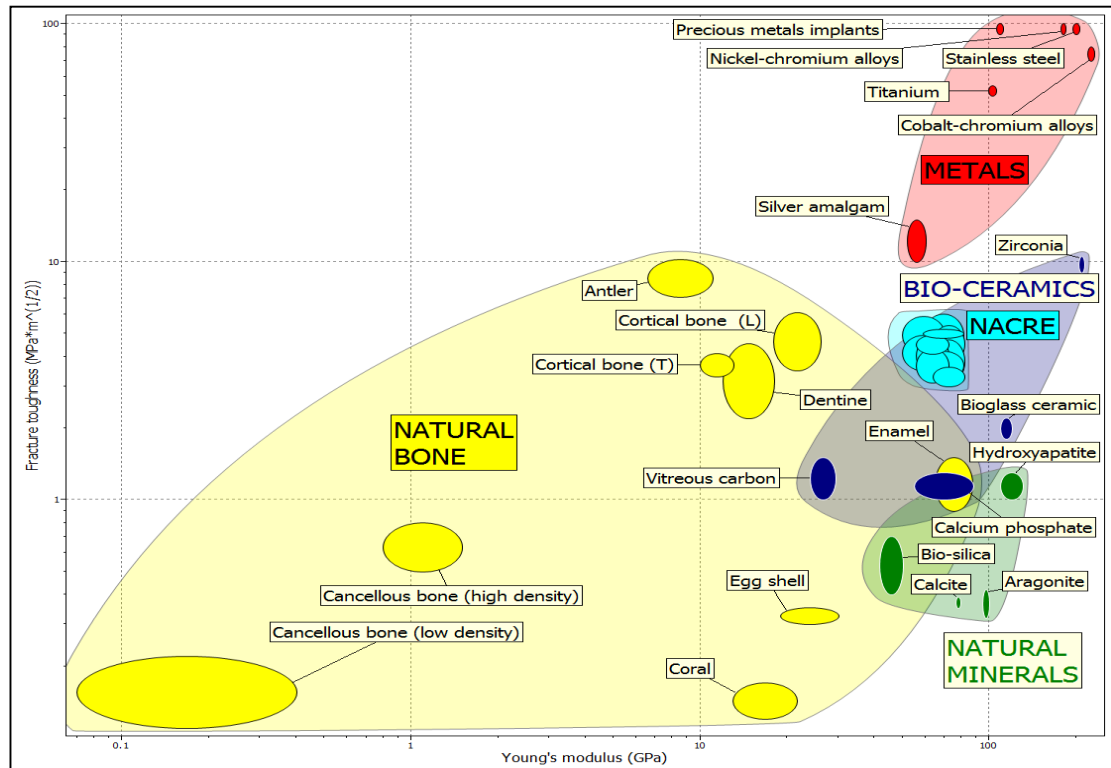 100
Precious metals implants
Nickel-chromium alloys
Stainless steel
Titanium
Cobalt-chromium alloys
METALS
Silver amalgam
Zirconia
10
Antler
BIO-CERAMICS
Cortical bone (L)
NACRE
Cortical bone (T)
Dentine
Bioglass ceramic
NATURAL
BONE
Enamel
Hydroxyapatite
Vitreous carbon
1
Calcium phosphate
Bio-silica
Egg shell
Calcite
Aragonite
Cancellous bone (high density)
Cancellous bone (low density)
Coral
NATURAL
MINERALS
Fracture toughness (MPa*m^(1/2))
0.1
1
10
100
Young's modulus (GPa)